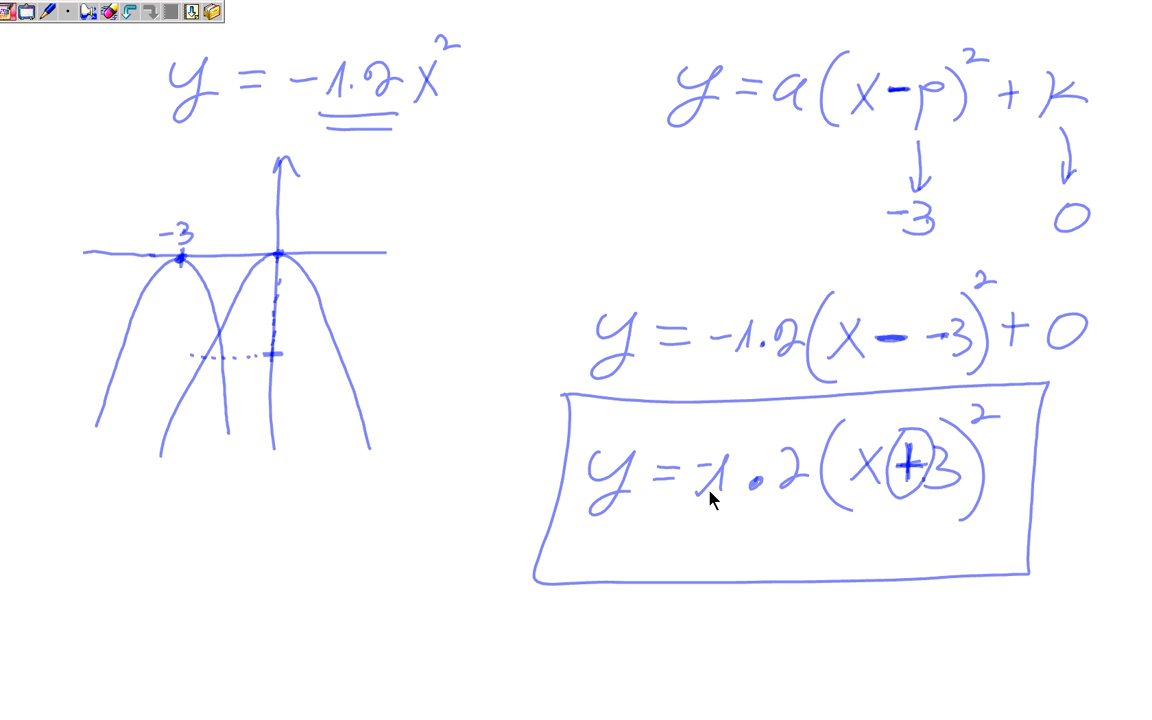 y = -1.2x²
y = a(x-p)² + k
-3 0
-3
y = -1.2(x - -3)² + 0
y = -1.2(x+3)²